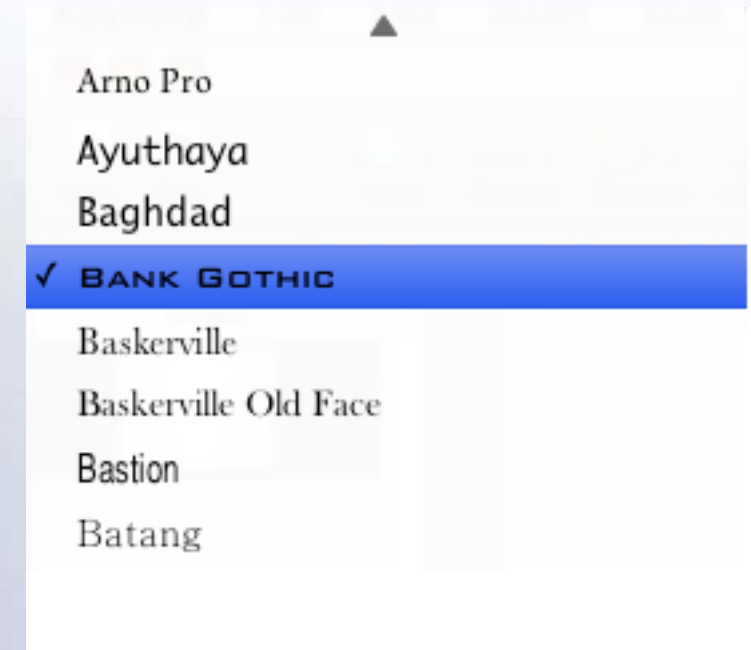 Arno Pro
Ayuthaya
Baghdad
✓ BANK GOTHIC
Baskerville
Baskerville Old Face
Bastion
Batang